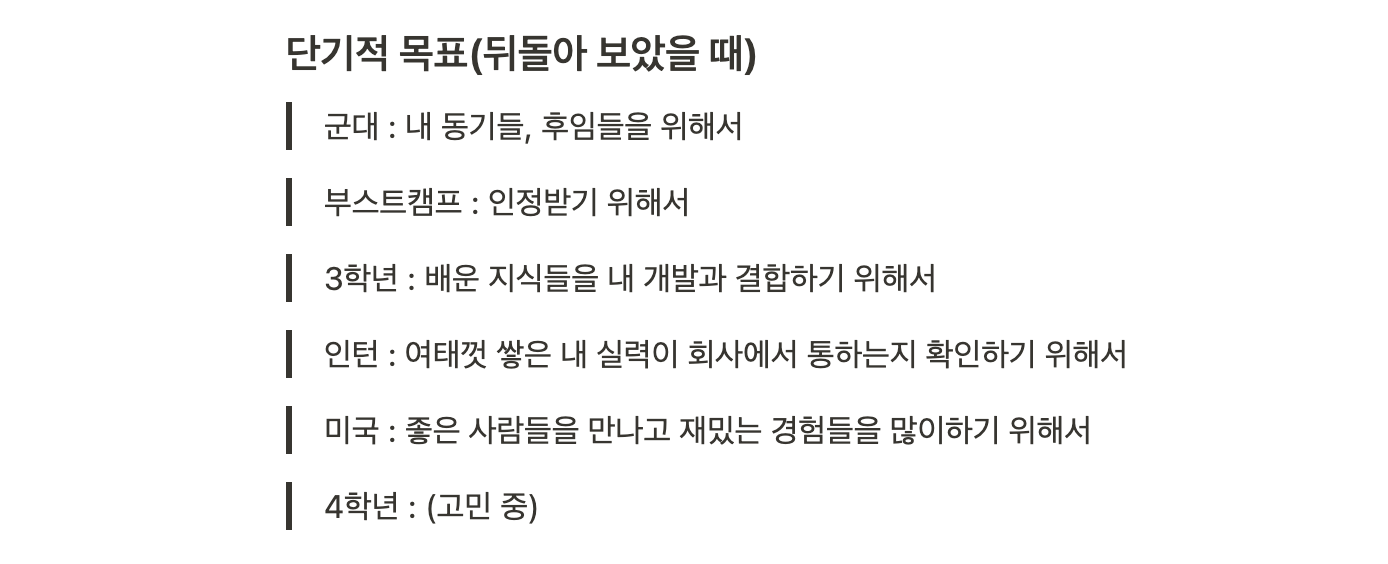 단기적 목표(뒤돌아 보았을 때)
군대 : 내 동기들, 후임들을 위해서
부스트캠프 : 인정받기 위해서
3학년 : 배운 지식들을 내 개발과 결합하기 위해서
인턴 : 여태껏 쌓은 내 실력이 회사에서 통하는지 확인하기 위해서
미국 : 좋은 사람들을 만나고 재밌는 경험들을 많이하기 위해서
4학년 : (고민 중)